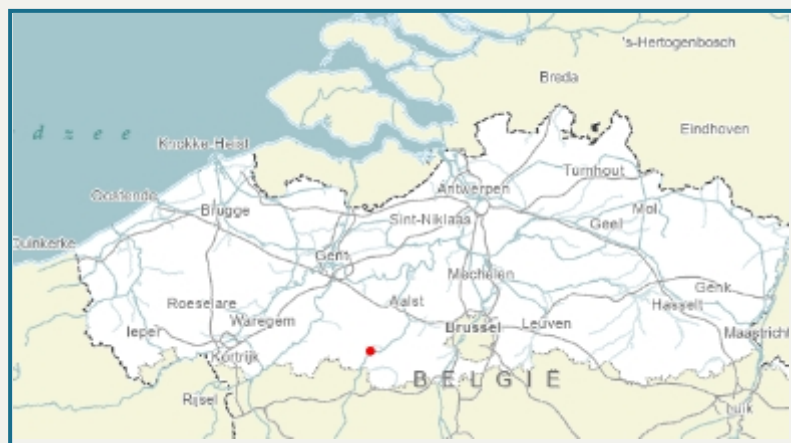 's-Hertogenbosch
Breda
d z e e
Eindhoven
Knokke-Heist
Turnhout
Oostende
Antwerpen
Mol
Brugge
Sint-Niklaas
Geel
Duinkerke
Gent
Mechelen
Genk
Roeselare
Aalst
Hasselt
Ieper
Waregem
Brussel
Leuven
Maastricht
Kortrijk
BELGIË
Rijsel
Luik